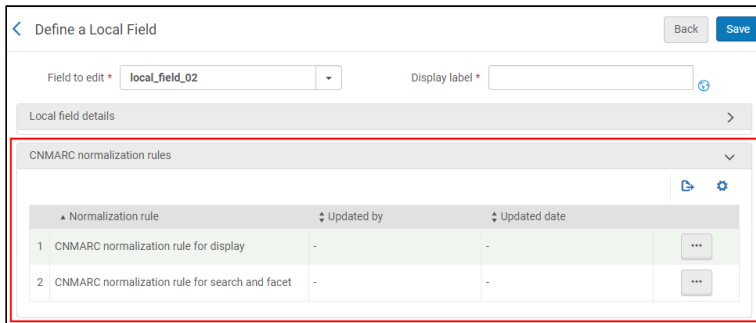 Define a Local Field
Back
Save
Field to edit * local_field_02
Display label *
Local field details
CNMARC normalization rules
Normalization rule Updated by Updated date
1 CNMARC normalization rule for display - -
2 CNMARC normalization rule for search and facet - -